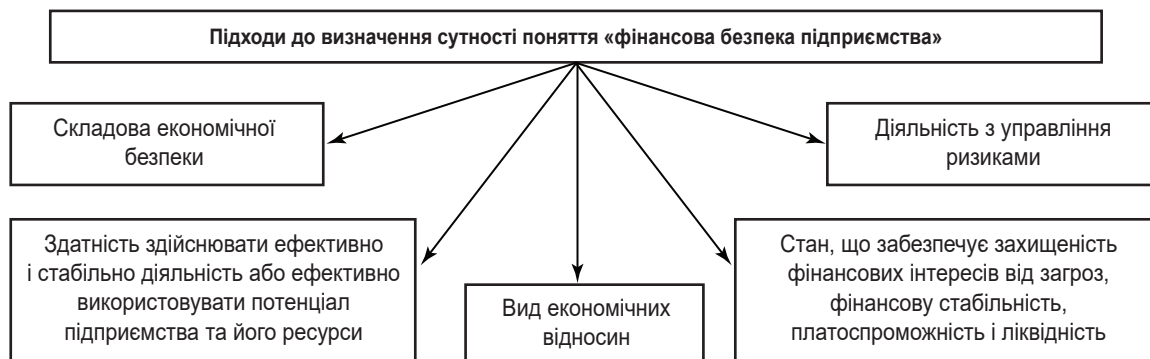 Підходи до визначення сутності поняття «фінансова безпека підприємства»
Складова економічної
безпеки
Діяльність з управління
ризиками
Здатність здійснювати ефективно
і стабільно діяльність або ефективно
використовувати потенціал
підприємства та його ресурси
Вид економічних
відносин
Стан, що забезпечує захищеність
фінансових інтересів від загроз,
фінансову стабільність,
платоспроможність і ліквідність